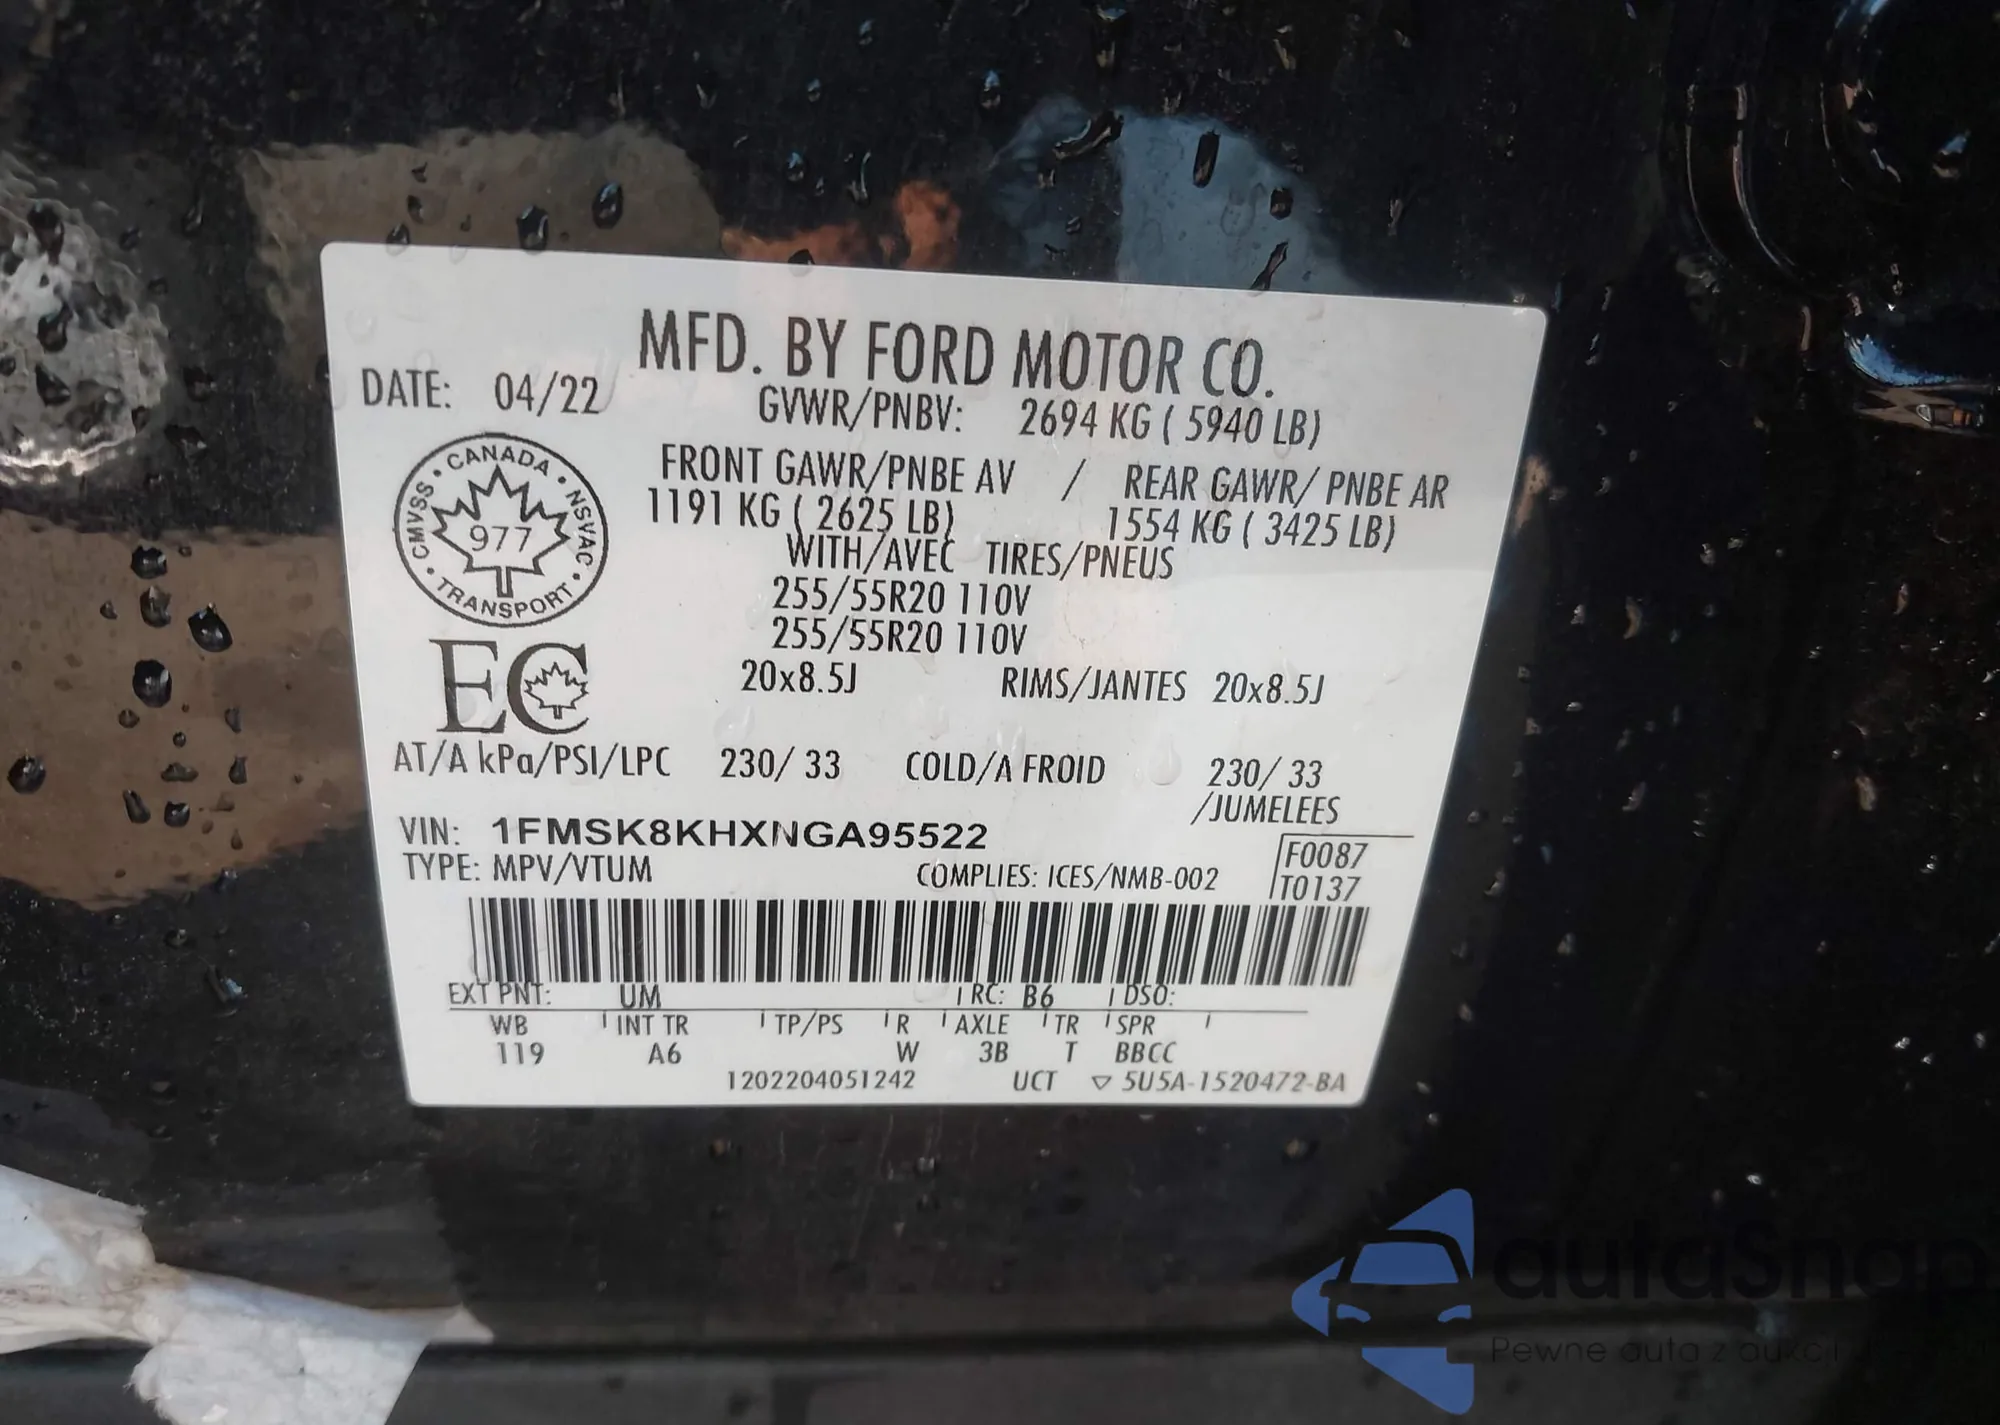 MFD. BY FORD MOTOR CO.
DATE: 04/22
GVWR/PNBV: 2694 KG ( 5940 LB)
FRONT GAWR/PNBE AV / REAR GAWR/ PNBE AR
1191 KG ( 2625 LB) 1554 KG ( 3425 LB)
WITH/AVEC TIRES/PNEUS
255/55R20 110V
255/55R20 110V
20x8.5J RIMS/JANTES 20x8.5J
CANADA · NSVAC · TRANSPORT · CMVSS
977
EC
AT/A kPa/PSI/LPC 230/ 33 COLD/A FROID 230/ 33
/JUMELEES
VIN: 1FMSK8KHXNGA95522
F0087
TYPE: MPV/VTUM COMPLIES: ICES/NMB-002
T0137
EXT PNT: UM RC: B6 DSO:
WB INT TR TP/PS R AXLE TR SPR
119 A6 W 3B T BBCC
1202204051242 UCT ▽ 5U5A-1520472-BA
autaSnap
Pewne auta z aukcji